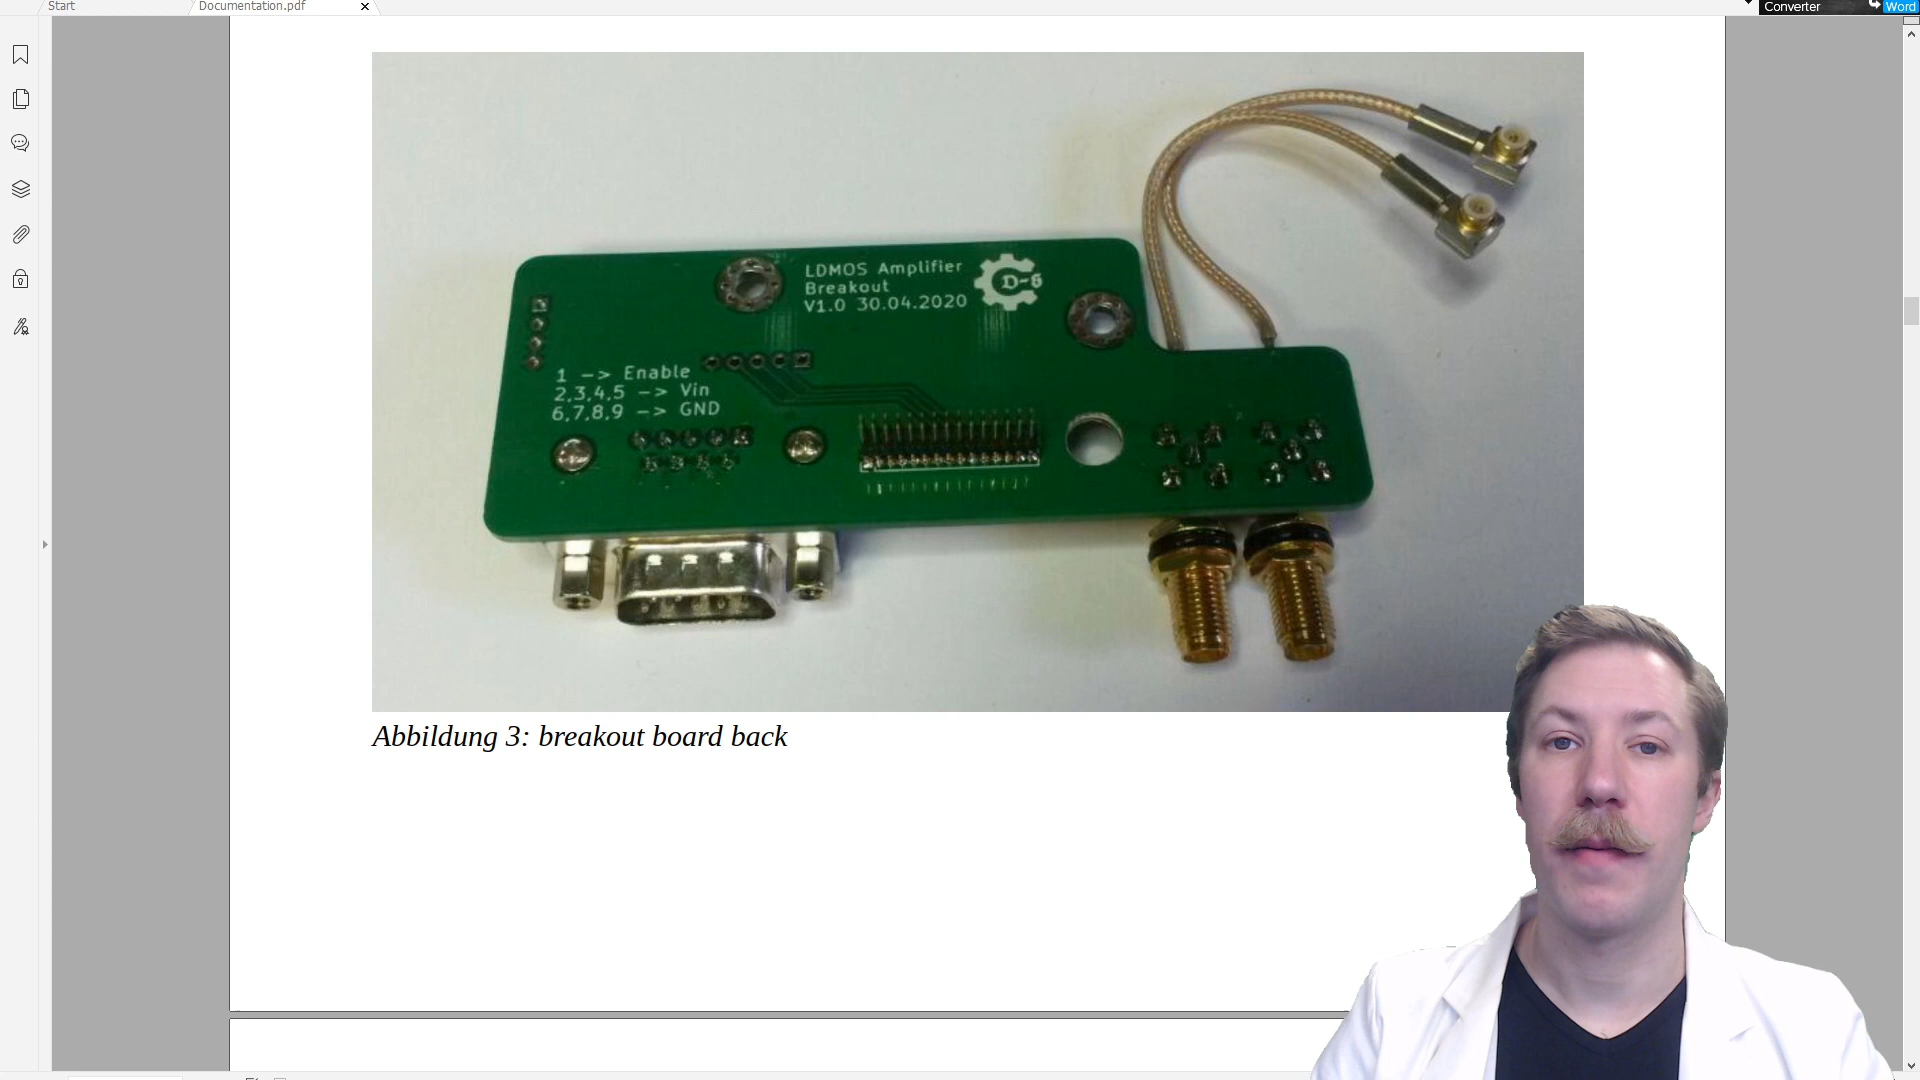 Start
Documentation.pdf
Converter
Word
LDMOS Amplifier
Breakout
V1.0 30.04.2020
D-6
1 -> Enable
2,3,4,5 -> Vin
6,7,8,9 -> GND
Abbildung 3: breakout board back